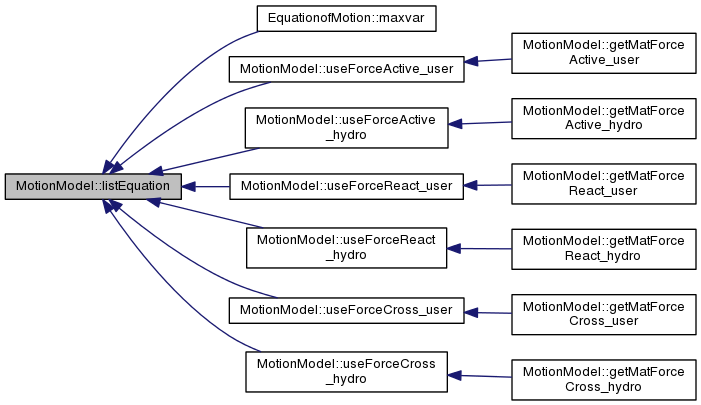 MotionModel::listEquation
EquationofMotion::maxvar
MotionModel::useForceActive_user
MotionModel::getMatForce
Active_user
MotionModel::useForceActive
_hydro
MotionModel::getMatForce
Active_hydro
MotionModel::useForceReact_user
MotionModel::getMatForce
React_user
MotionModel::useForceReact
_hydro
MotionModel::getMatForce
React_hydro
MotionModel::useForceCross_user
MotionModel::getMatForce
Cross_user
MotionModel::useForceCross
_hydro
MotionModel::getMatForce
Cross_hydro